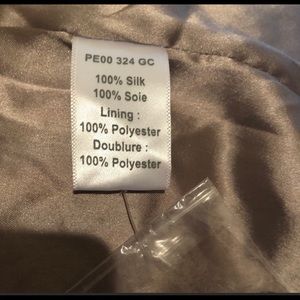 PE00 324 GC
100% Silk
100% Soie
Lining :
100% Polyester
Doublure :
100% Polyester